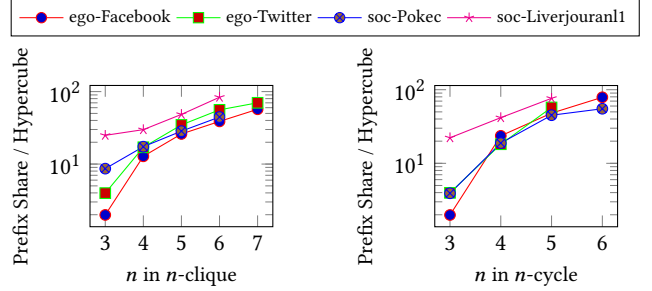 ego-Facebook ego-Twitter soc-Pokec soc-Liverjouranl1
Prefix Share / Hypercube
10^2
10^1
3 4 5 6 7
n in n-clique
Prefix Share / Hypercube
10^2
10^1
3 4 5 6
n in n-cycle